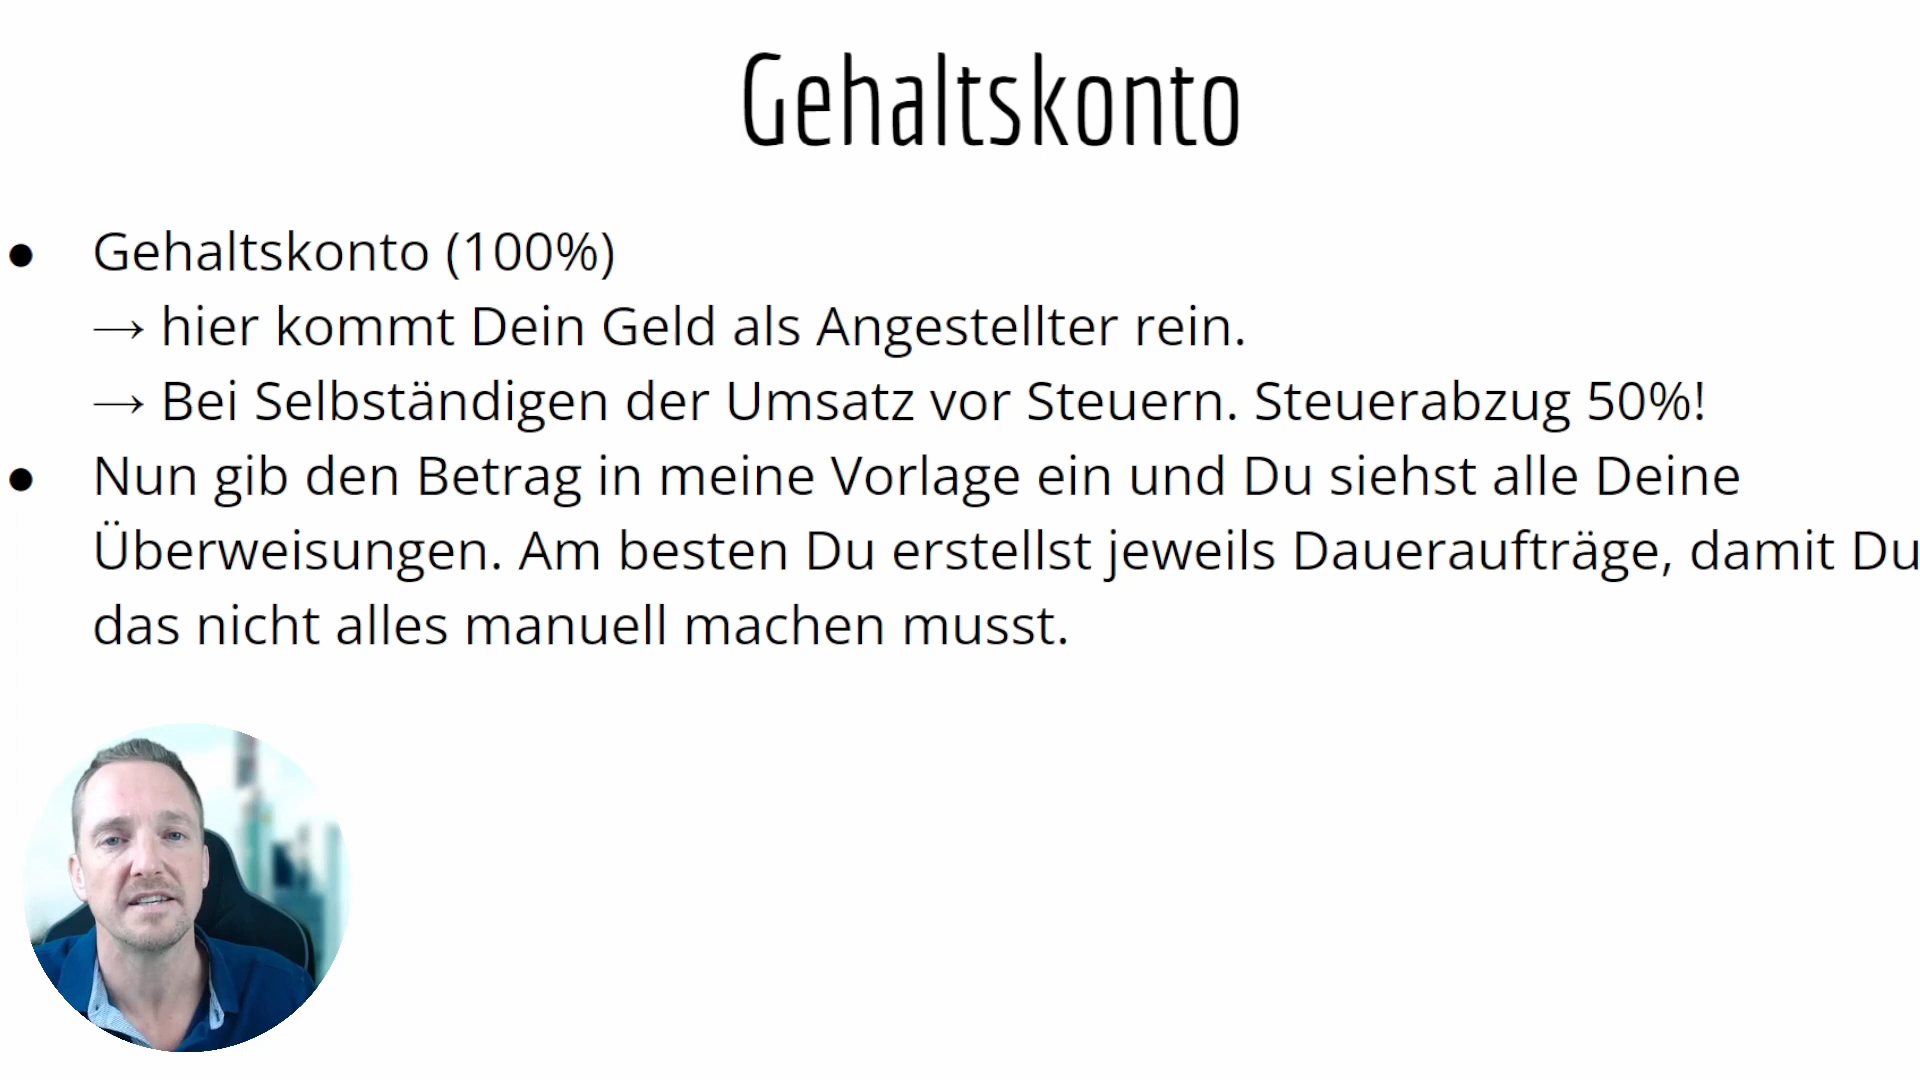 Gehaltskonto
● Gehaltskonto (100%)
→ hier kommt Dein Geld als Angestellter rein.
→ Bei Selbständigen der Umsatz vor Steuern. Steuerabzug 50%!
● Nun gib den Betrag in meine Vorlage ein und Du siehst alle Deine
Überweisungen. Am besten Du erstellst jeweils Daueraufträge, damit Du
das nicht alles manuell machen musst.